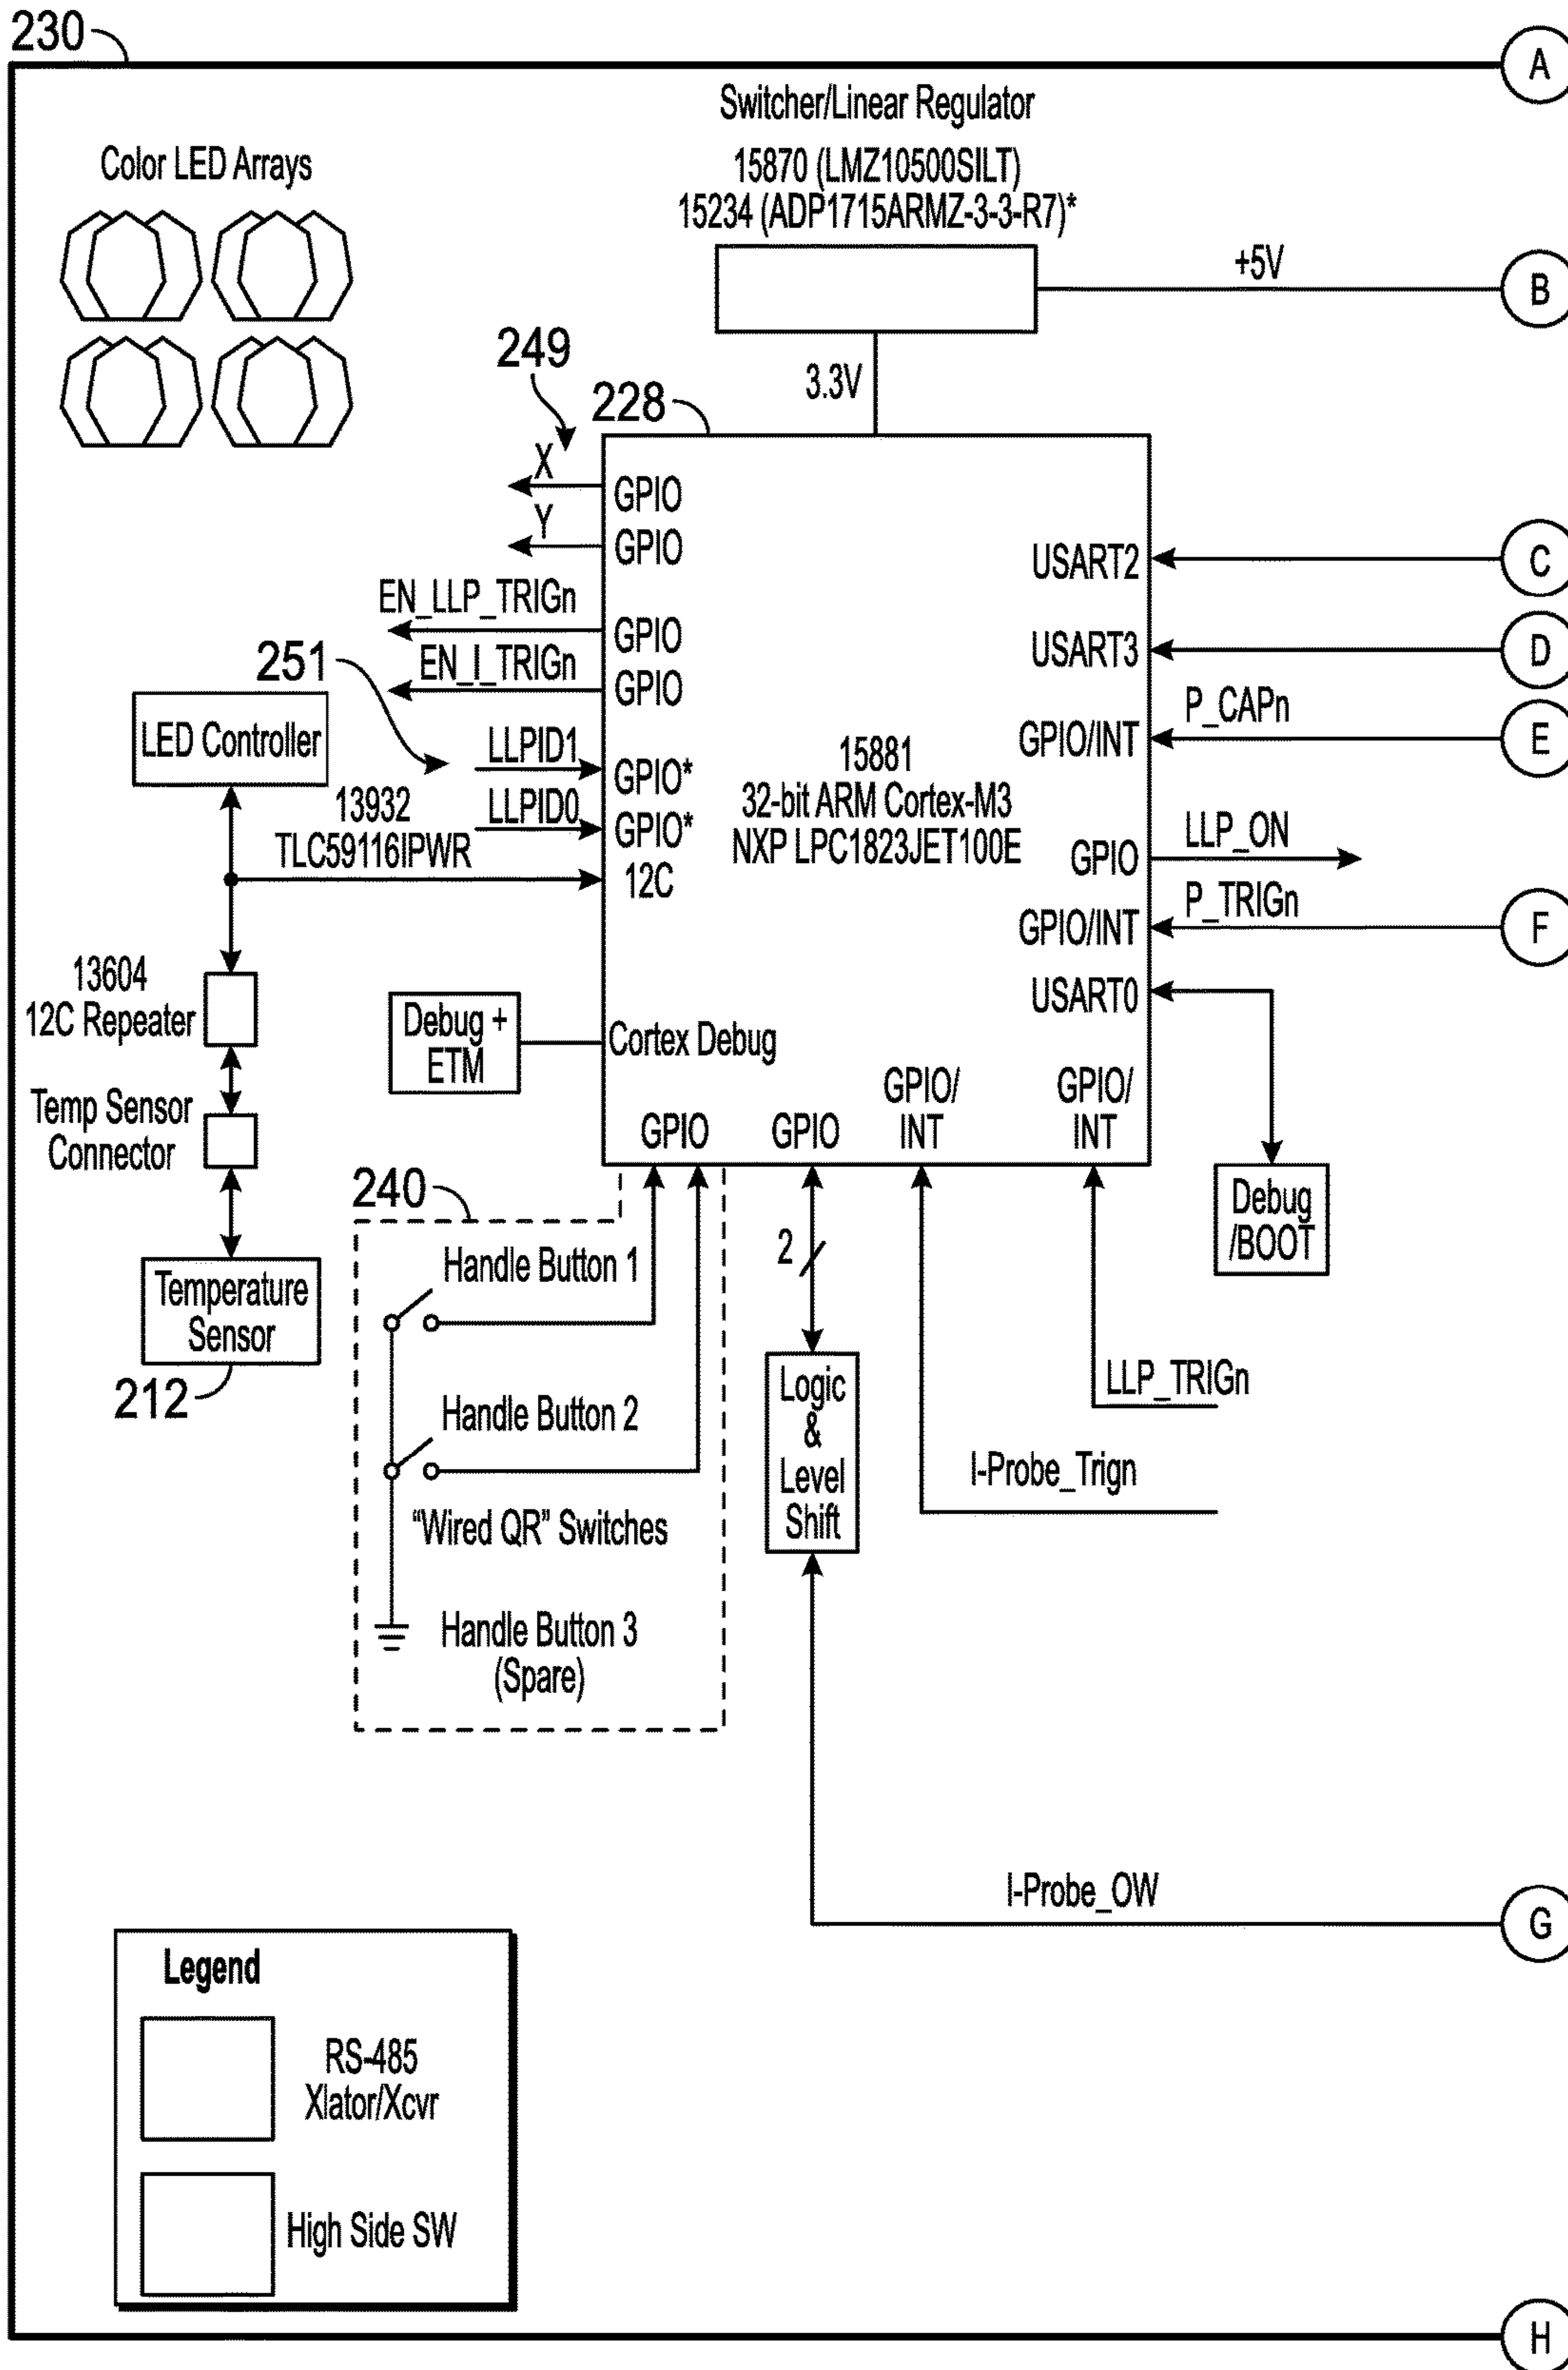 230
A
Switcher/Linear Regulator
15870 (LMZ10500SILT)
15234 (ADP1715ARMZ-3-3-R7)*
Color LED Arrays
+5V
B
249
3.3V
228
X
GPIO
Y
GPIO
USART2
C
EN_LLP_TRIGn
GPIO
USART3
D
251
EN_I_TRIGn
GPIO
P_CAPn
LED Controller
GPIO/INT
E
LLPID1
GPIO*
15881
32-bit ARM Cortex-M3
NXP LPC1823JET100E
13932
TLC59116IPWR
LLPID0
GPIO*
LLP_ON
GPIO
12C
P_TRIGn
GPIO/INT
F
13604
12C Repeater
USART0
Debug +
ETM
Cortex Debug
Temp Sensor
Connector
GPIO
GPIO
GPIO/
INT
GPIO/
INT
240
Debug
/BOOT
2
Handle Button 1
Temperature
Sensor
212
Logic
&
Level
Shift
LLP_TRIGn
Handle Button 2
I-Probe_Trign
“Wired QR” Switches
Handle Button 3
(Spare)
I-Probe_OW
G
Legend
RS-485
Xlator/Xcvr
High Side SW
H